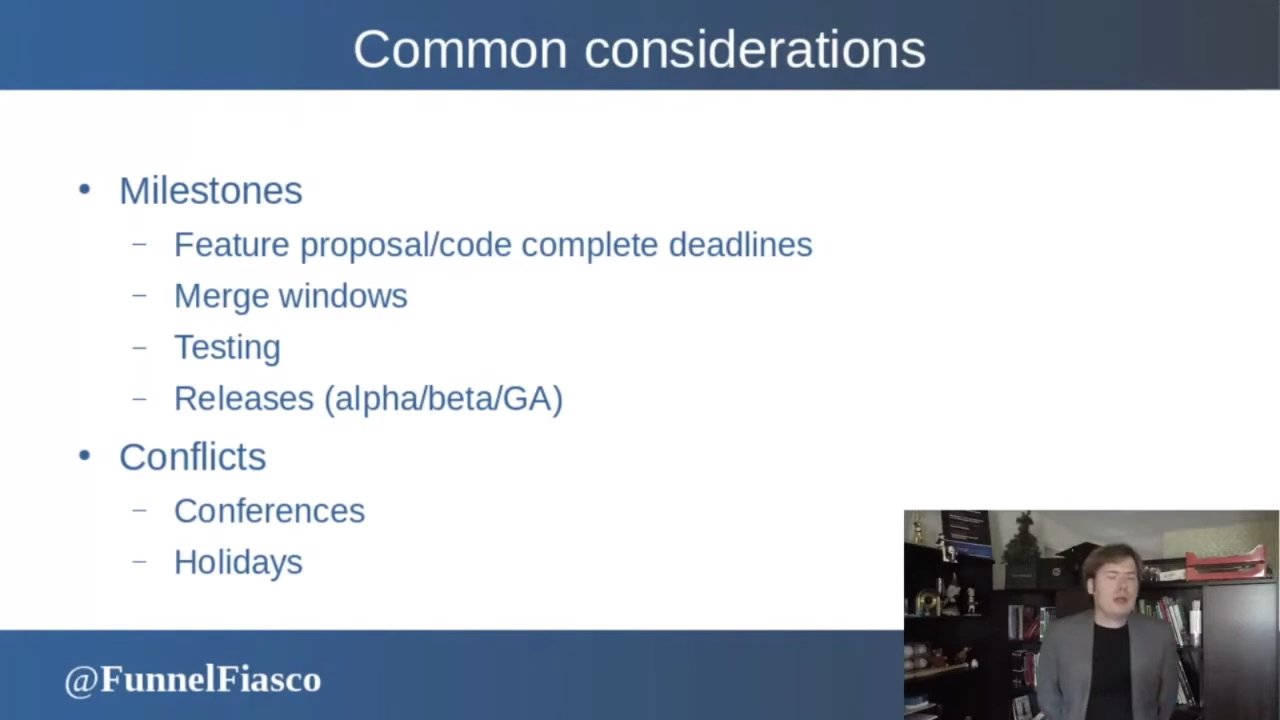 Common considerations
• Milestones
– Feature proposal/code complete deadlines
– Merge windows
– Testing
– Releases (alpha/beta/GA)
• Conflicts
– Conferences
– Holidays
@FunnelFiasco